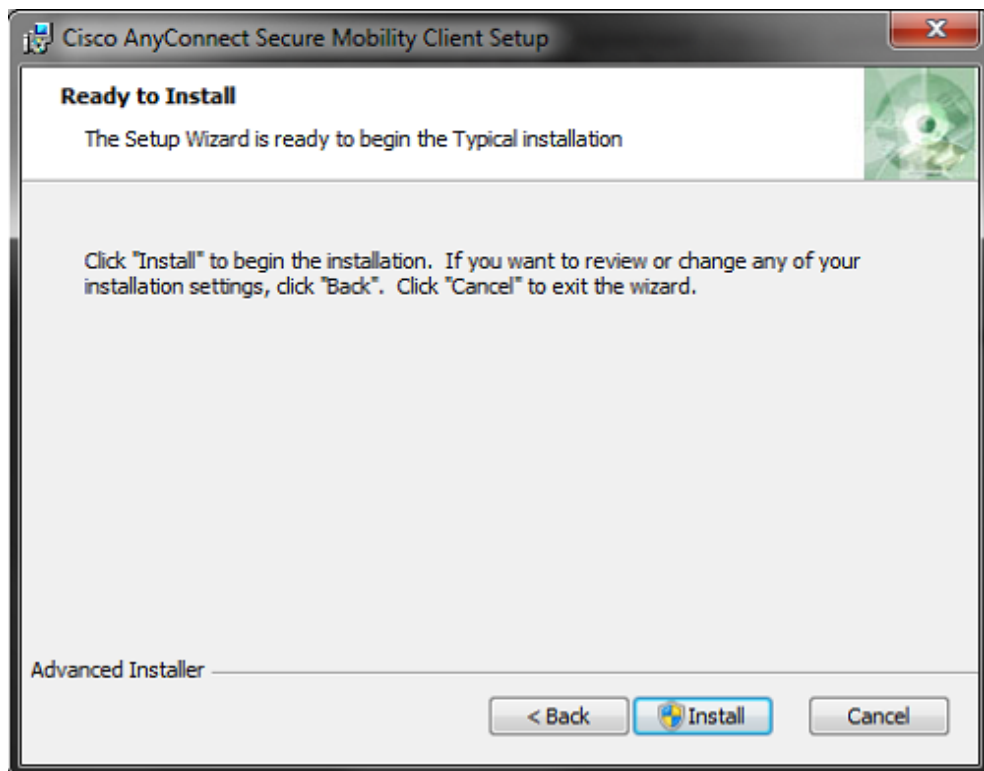 Cisco AnyConnect Secure Mobility Client Setup
Ready to Install
The Setup Wizard is ready to begin the Typical installation
Click "Install" to begin the installation.  If you want to review or change any of your
installation settings, click "Back".  Click "Cancel" to exit the wizard.
Advanced Installer
< Back
Install
Cancel